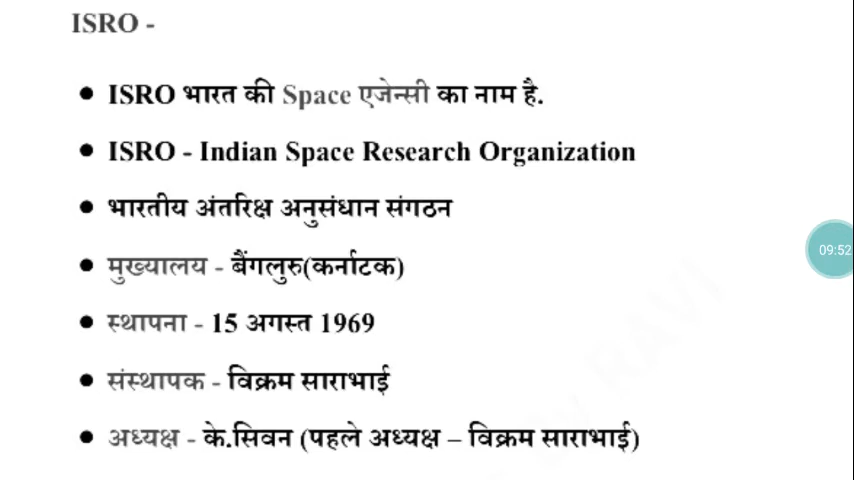 ISRO -
• ISRO भारत की Space एजेन्सी का नाम है.
• ISRO - Indian Space Research Organization
• भारतीय अंतरिक्ष अनुसंधान संगठन
• मुख्यालय - बैंगलुरु(कर्नाटक)
09:52
• स्थापना - 15 अगस्त 1969
• संस्थापक - विक्रम साराभाई
• अध्यक्ष - के.सिवन (पहले अध्यक्ष – विक्रम साराभाई)
RAVI